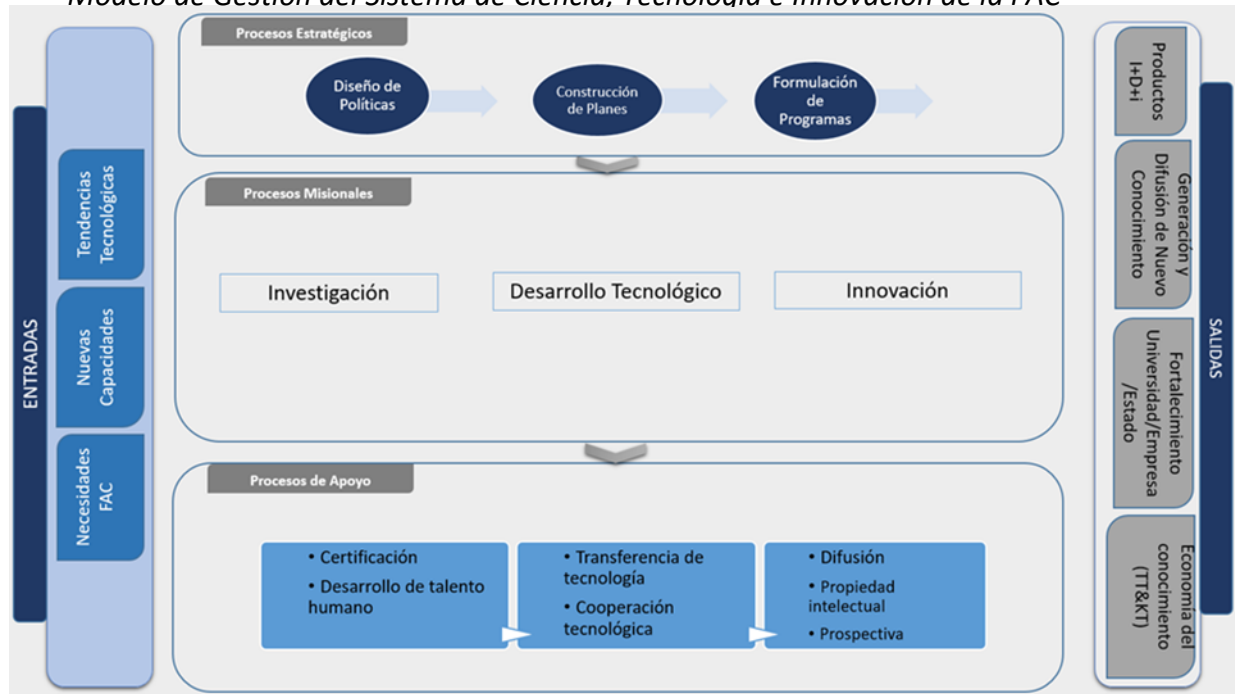 Modelo de Gestión del Sistema de Ciencia, Tecnología e Innovación de la FAC
ENTRADAS
Tendencias
Tecnológicas
Nuevas
Capacidades
Necesidades
FAC
Procesos Estratégicos
Diseño de
Políticas
Construcción
de Planes
Formulación
de
Programas
Procesos Misionales
Investigación
Desarrollo Tecnológico
Innovación
Procesos de Apoyo
• Certificación
• Desarrollo de talento
humano
• Transferencia de
tecnología
• Cooperación
tecnológica
• Difusión
• Propiedad
intelectual
• Prospectiva
Productos
I+D+i
Generación y
Difusión de Nuevo
Conocimiento
Fortalecimiento
Universidad/Empresa
/Estado
Economía del
conocimiento
(TT&KT)
SALIDAS